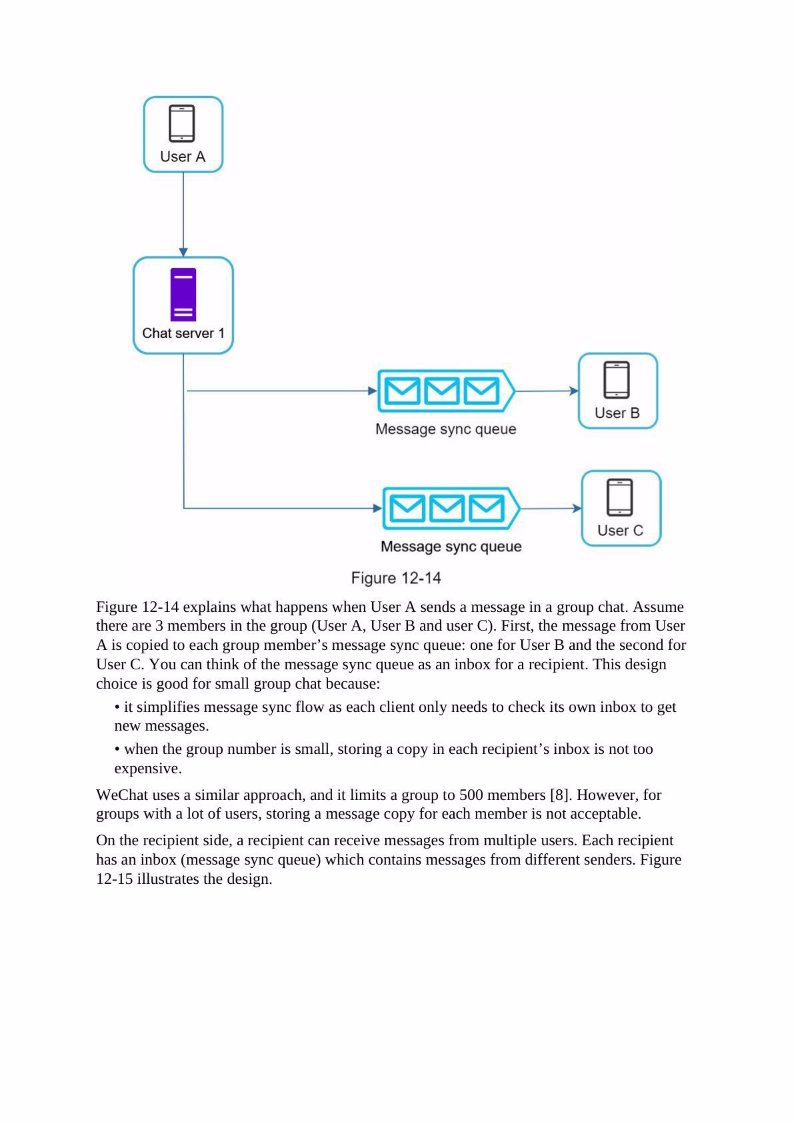 User A
Chat server 1
User B
Message sync queue
User C
Message sync queue
Figure 12-14
Figure 12-14 explains what happens when User A sends a message in a group chat. Assume
there are 3 members in the group (User A, User B and user C). First, the message from User
A is copied to each group member’s message sync queue: one for User B and the second for
User C. You can think of the message sync queue as an inbox for a recipient. This design
choice is good for small group chat because:
• it simplifies message sync flow as each client only needs to check its own inbox to get
new messages.
• when the group number is small, storing a copy in each recipient’s inbox is not too
expensive.
WeChat uses a similar approach, and it limits a group to 500 members [8]. However, for
groups with a lot of users, storing a message copy for each member is not acceptable.
On the recipient side, a recipient can receive messages from multiple users. Each recipient
has an inbox (message sync queue) which contains messages from different senders. Figure
12-15 illustrates the design.